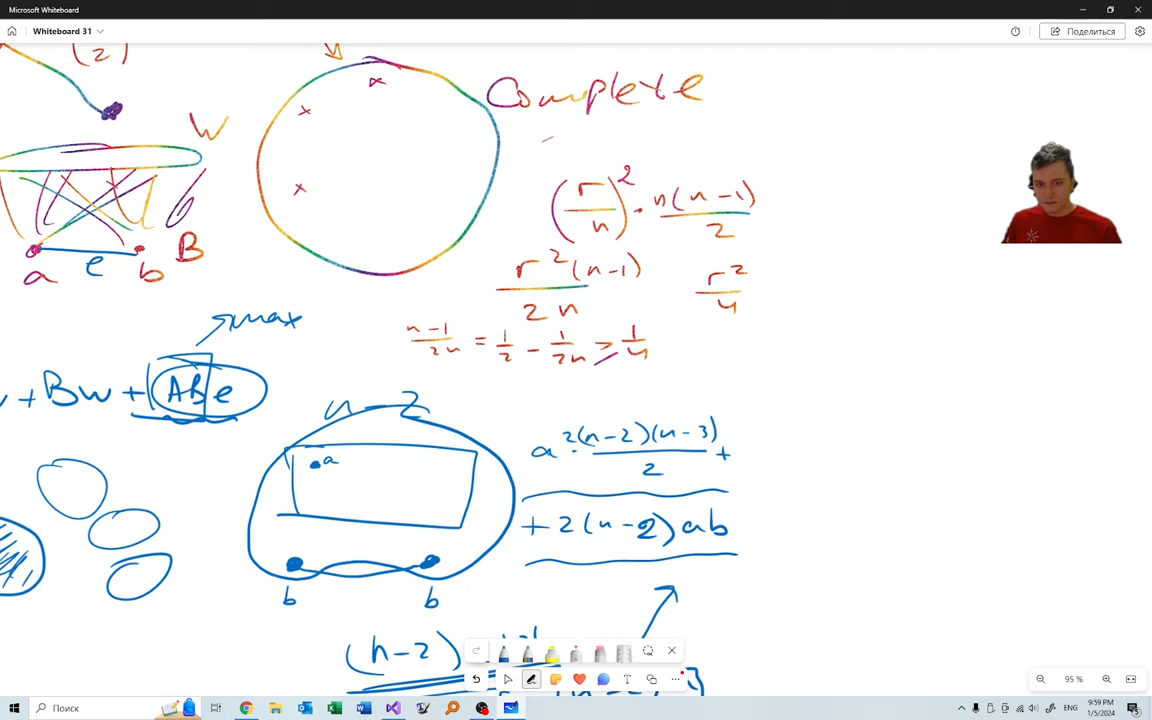 Microsoft Whiteboard
Whiteboard 31
Поделиться
(2)
Complete
W
(r/n)^2 · n(n-1)/2
B
a e b
r^2(n-1)/2n r^2/4
n-1/2n = 1/2 - 1/2n ≥ 1/4
max
+ Bw + ABe
n-2
a
a^2 · (n-2)(n-3)/2 +
+ 2(n-2)ab
b b
(n-2)
95 %
Поиск
ENG
9:59 PM
1/5/2024